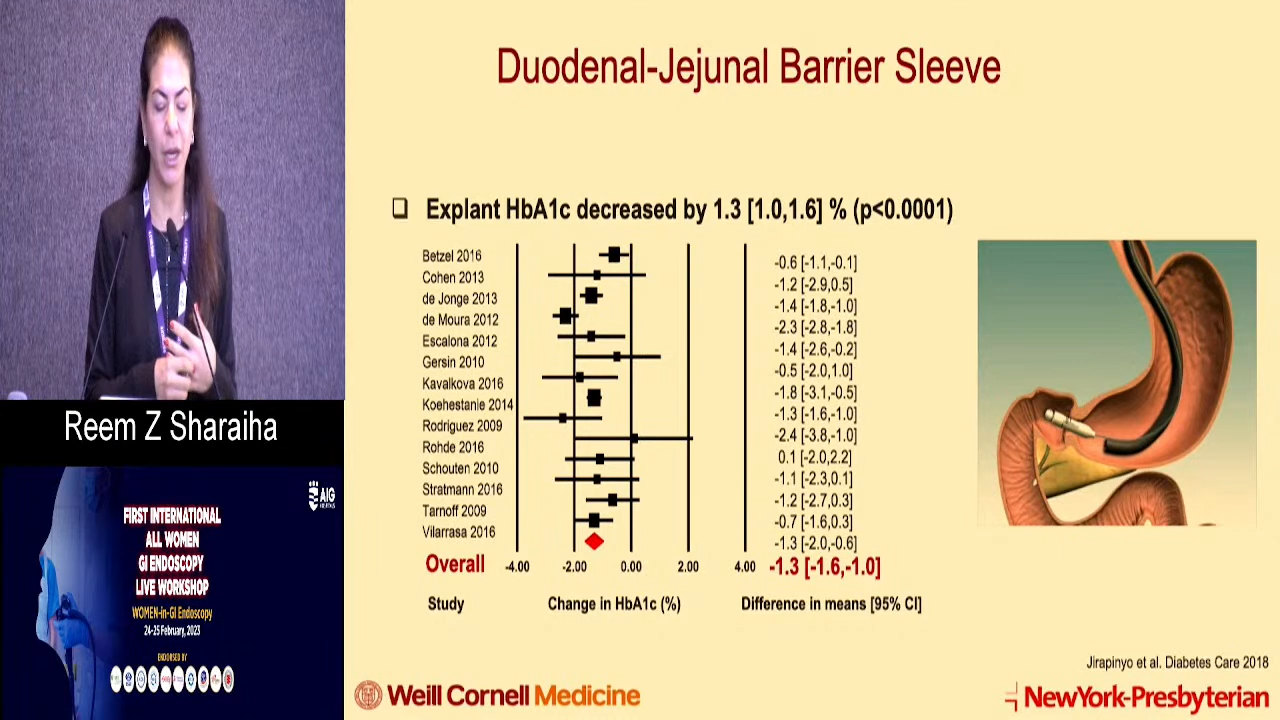 Duodenal-Jejunal Barrier Sleeve
❑ Explant HbA1c decreased by 1.3 [1.0,1.6] % (p<0.0001)
Betzel 2016 -0.6 [-1.1,-0.1]
Cohen 2013 -1.2 [-2.9,0.5]
de Jonge 2013 -1.4 [-1.8,-1.0]
de Moura 2012 -2.3 [-2.8,-1.8]
Escalona 2012 -1.4 [-2.6,-0.2]
Gersin 2010 -0.5 [-2.0,1.0]
Kavalkova 2016 -1.8 [-3.1,-0.5]
Koehestanie 2014 -1.3 [-1.6,-1.0]
Rodriguez 2009 -2.4 [-3.8,-1.0]
Rohde 2016 0.1 [-2.0,2.2]
Schouten 2010 -1.1 [-2.3,0.1]
Stratmann 2016 -1.2 [-2.7,0.3]
Tarnoff 2009 -0.7 [-1.6,0.3]
Vilarrasa 2016 -1.3 [-2.0,-0.6]
Overall -4.00 -2.00 0.00 2.00 4.00 -1.3 [-1.6,-1.0]
Study Change in HbA1c (%) Difference in means [95% CI]
Jirapinyo et al. Diabetes Care 2018
Weill Cornell Medicine
NewYork-Presbyterian
Reem Z Sharaiha
AIG
FIRST INTERNATIONAL
ALL WOMEN
GI ENDOSCOPY
LIVE WORKSHOP
WOMEN-in-GI Endoscopy
24-25 February, 2023
ENDORSED BY